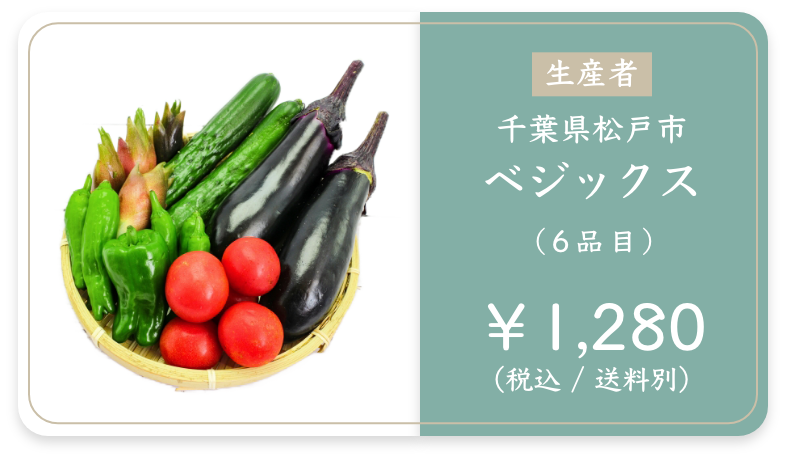 生産者
千葉県松戸市
ベジックス
（6品目）
￥1,280
（税込 / 送料別）